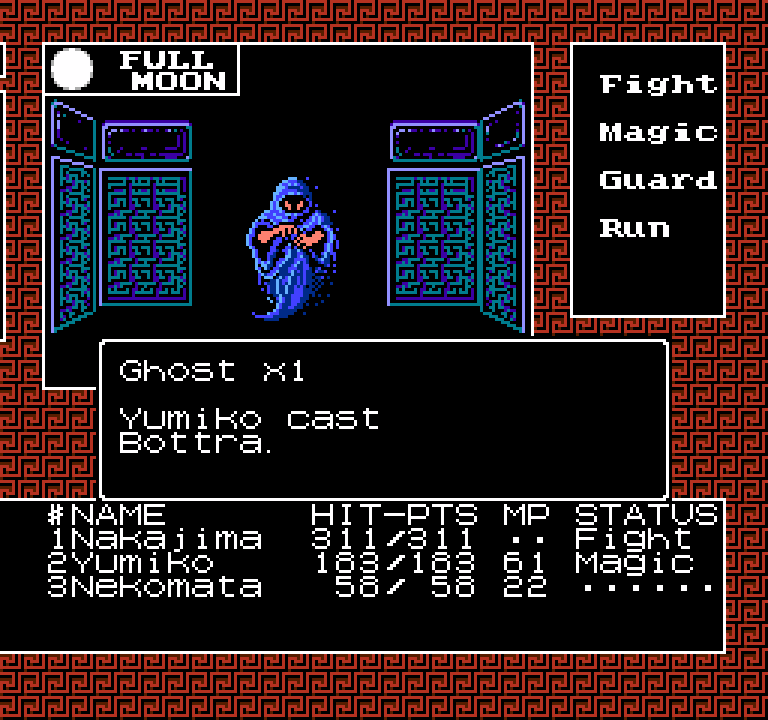 FULL
MOON
Fight
Magic
Guard
Run
Ghost x1
Yumiko cast
Bottra.
#NAME HIT-PTS MP STATUS
1Nakajima 311/311 .. Fight
2Yumiko 183/183 61 Magic
3Nekomata 58/ 58 22 ......